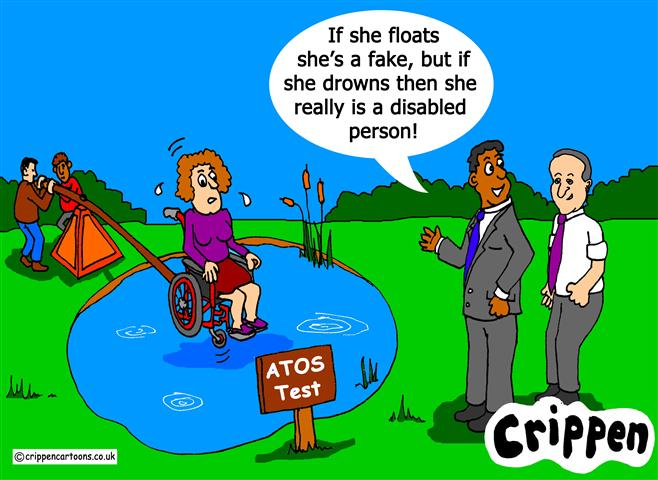 If she floats
she's a fake, but if
she drowns then she
really is a disabled
person!
ATOS
Test
Crippen
©crippencartoons.co.uk